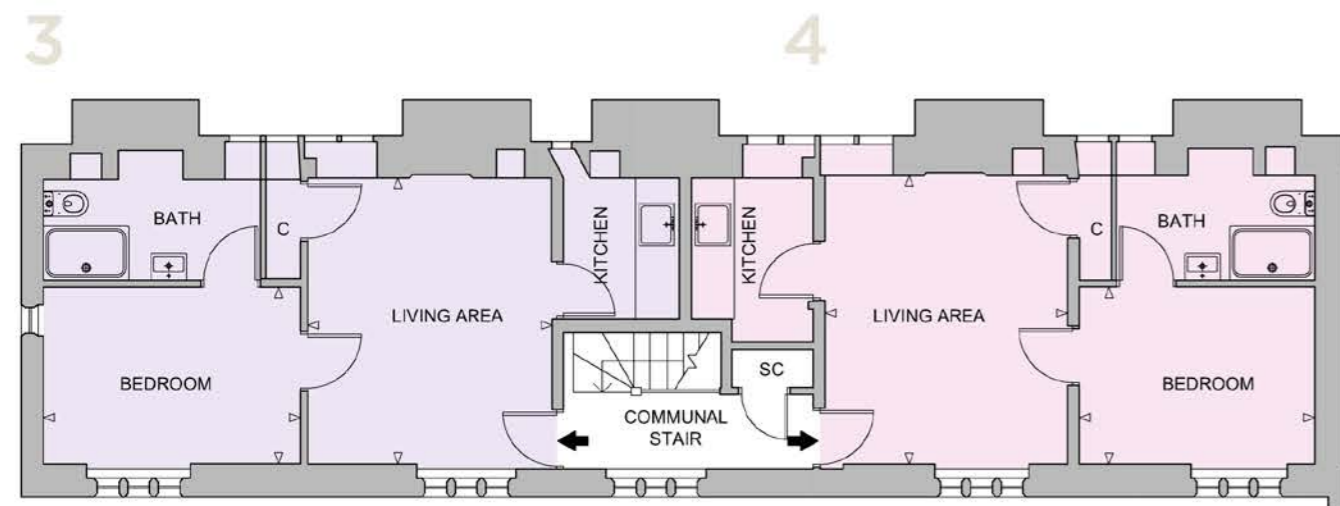 3
4
BATH
C
KITCHEN
KITCHEN
C
BATH
LIVING AREA
LIVING AREA
BEDROOM
SC
BEDROOM
COMMUNAL
STAIR